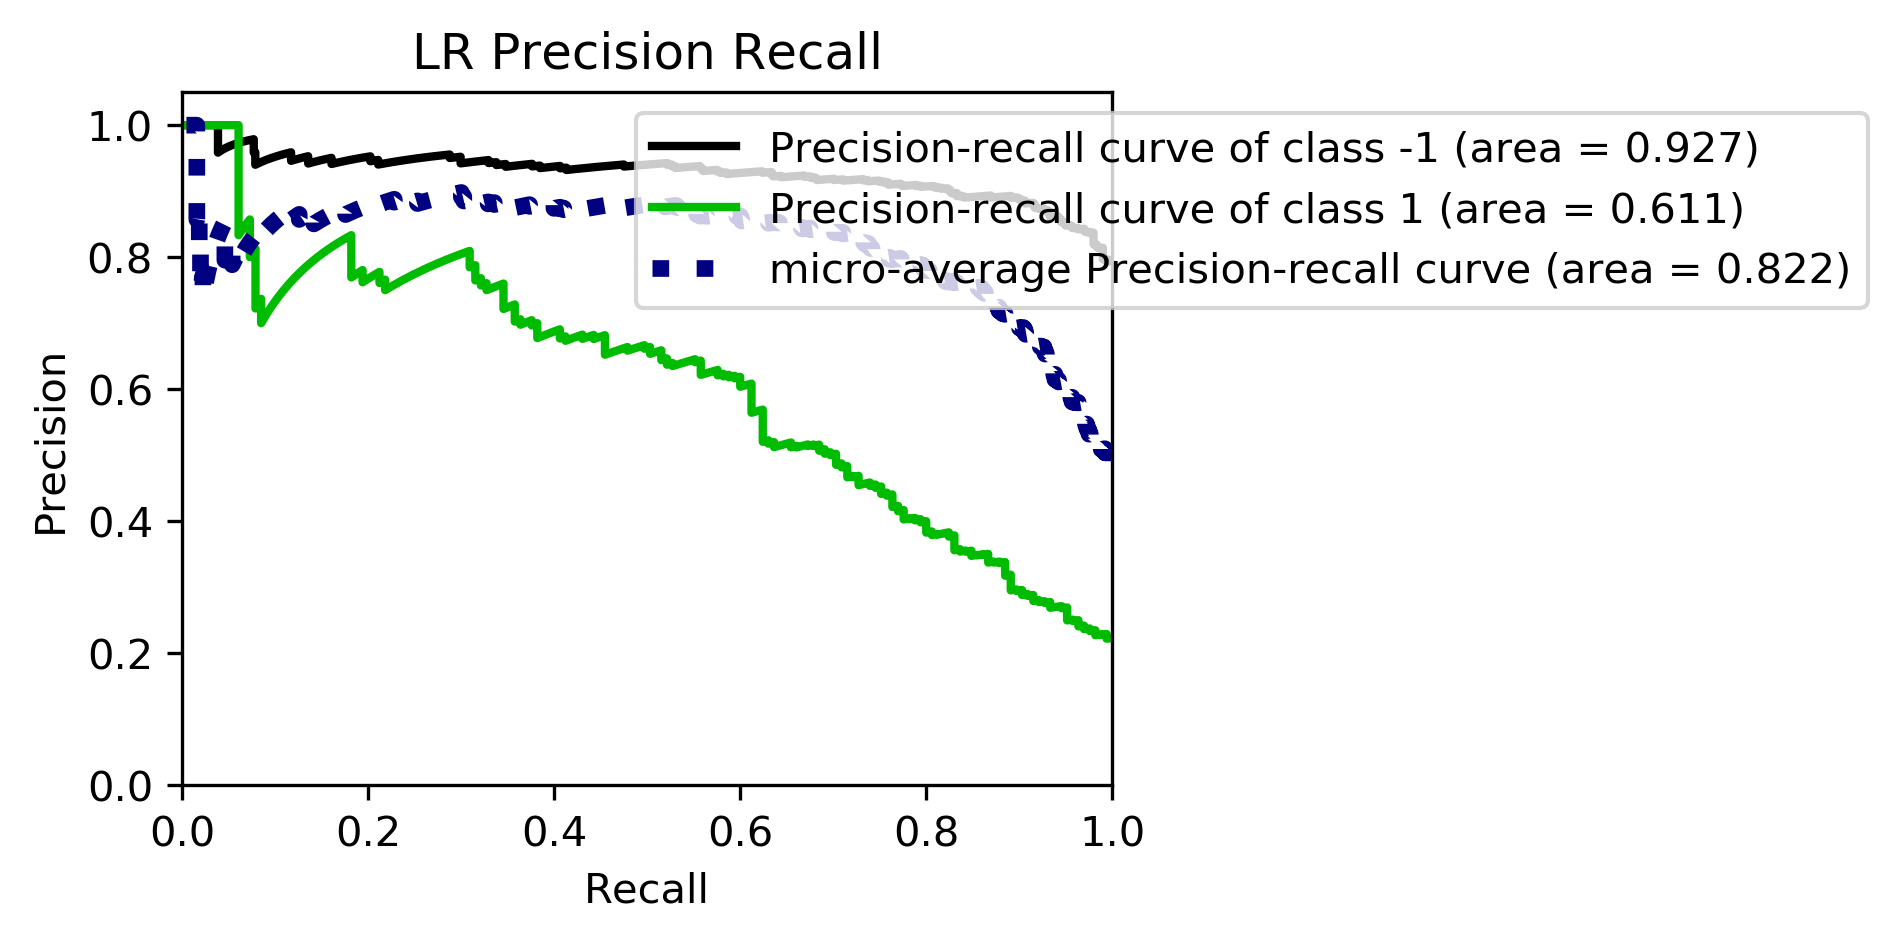 LR Precision Recall
Precision-recall curve of class -1 (area = 0.927)
Precision-recall curve of class 1 (area = 0.611)
micro-average Precision-recall curve (area = 0.822)
Precision
1.0
0.8
0.6
0.4
0.2
0.0
0.0 0.2 0.4 0.6 0.8 1.0
Recall